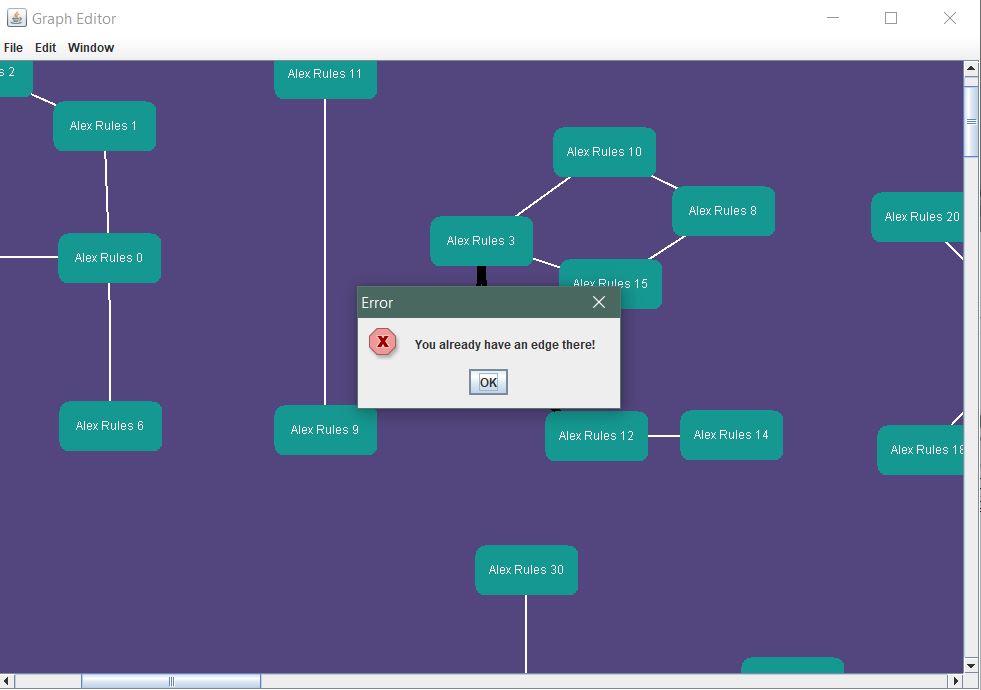 Graph Editor
File Edit Window
s 2
Alex Rules 11
Alex Rules 1
Alex Rules 10
Alex Rules 8
Alex Rules 20
Alex Rules 3
Alex Rules 0
Alex Rules 15
Error
X
You already have an edge there!
OK
Alex Rules 6
Alex Rules 9
Alex Rules 12
Alex Rules 14
Alex Rules 18
Alex Rules 30